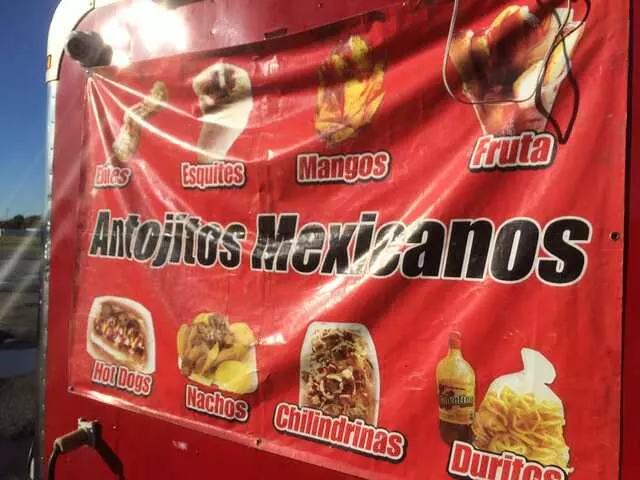 Elotes
Esquites
Mangos
Fruta
Antojitos Mexicanos
Hot Dogs
Nachos
Chilindrinas
Duritos